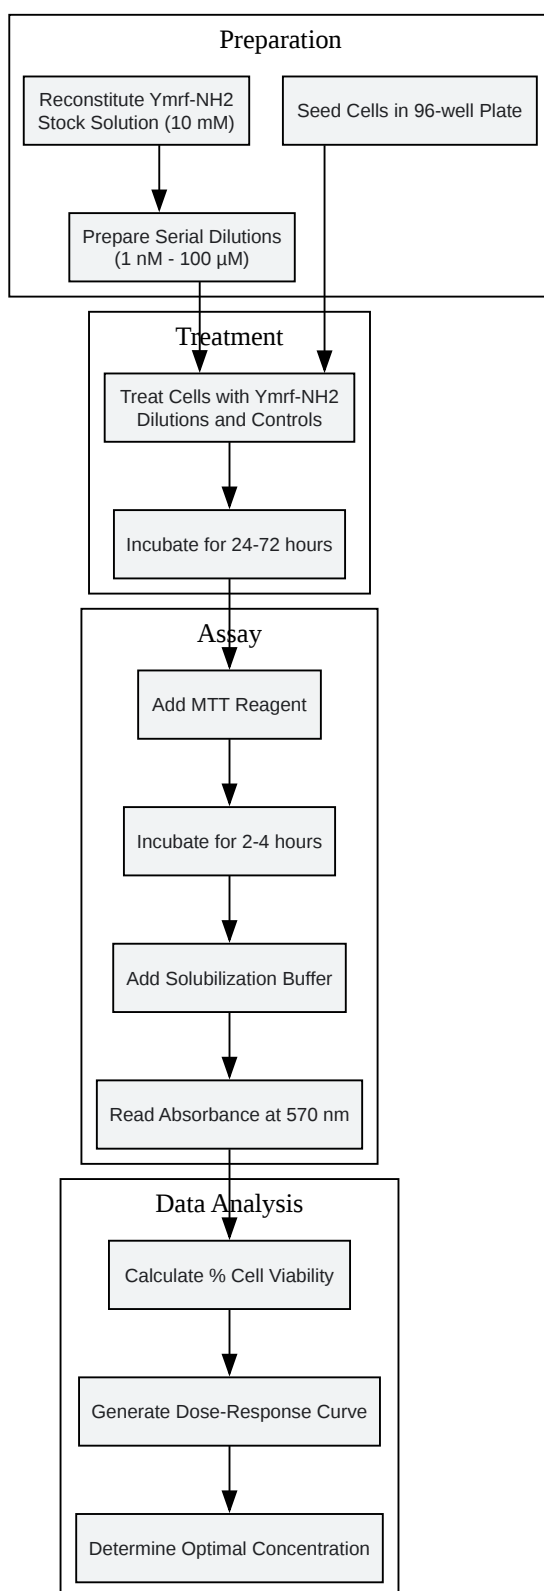 Preparation
Reconstitute Ymrf-NH2
Stock Solution (10 mM)
Seed Cells in 96-well Plate
Prepare Serial Dilutions
(1 nM - 100 µM)
Treatment
Treat Cells with Ymrf-NH2
Dilutions and Controls
Incubate for 24-72 hours
Assay
Add MTT Reagent
Incubate for 2-4 hours
Add Solubilization Buffer
Read Absorbance at 570 nm
Data Analysis
Calculate % Cell Viability
Generate Dose-Response Curve
Determine Optimal Concentration